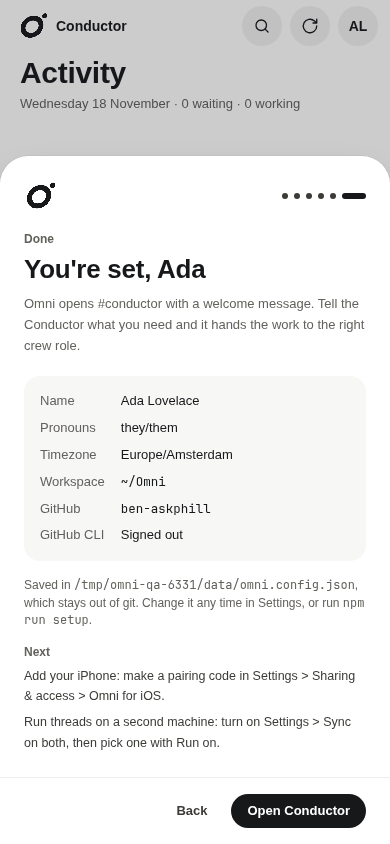 Conductor
AL
Activity
Wednesday 18 November · 0 waiting · 0 working
Done
You're set, Ada
Omni opens #conductor with a welcome message. Tell the
Conductor what you need and it hands the work to the right
crew role.
Name Ada Lovelace
Pronouns they/them
Timezone Europe/Amsterdam
Workspace ~/Omni
GitHub ben-askphill
GitHub CLI Signed out
Saved in /tmp/omni-qa-6331/data/omni.config.json,
which stays out of git. Change it any time in Settings, or run npm
run setup.
Next
Add your iPhone: make a pairing code in Settings > Sharing
& access > Omni for iOS.
Run threads on a second machine: turn on Settings > Sync
on both, then pick one with Run on.
Back
Open Conductor